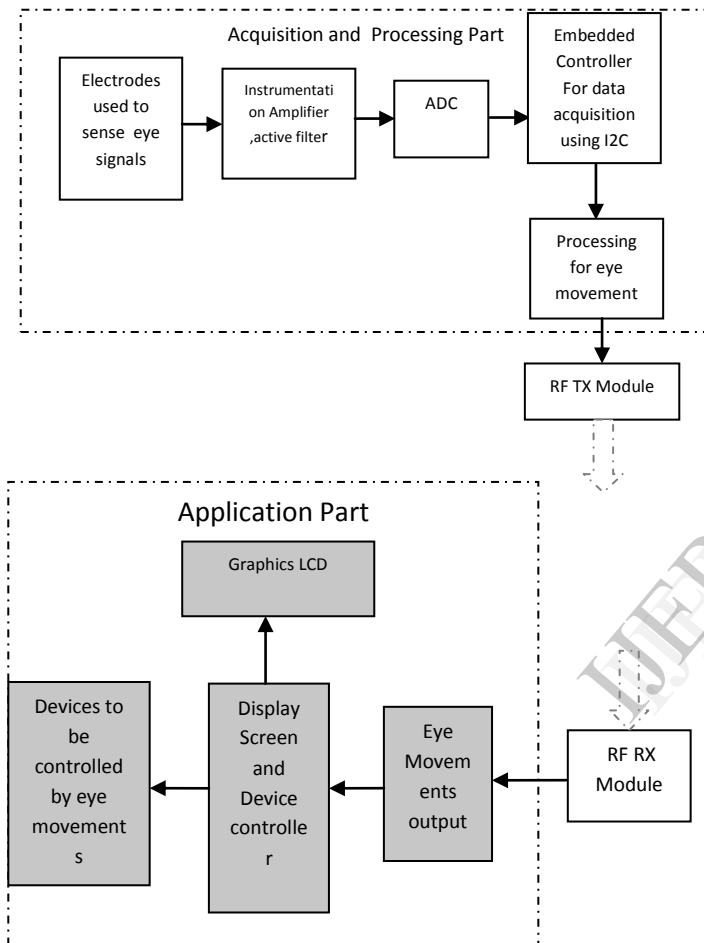 Acquisition and Processing Part
Electrodes
used to
sense eye
signals
Instrumentati
on Amplifier
,active filter
ADC
Embedded
Controller
For data
acquisition
using I2C
Processing
for eye
movement
RF TX Module
Application Part
Graphics LCD
Devices to
be
controlled
by eye
movement
s
Display
Screen
and
Device
controlle
r
Eye
Movem
ents
output
RF RX
Module